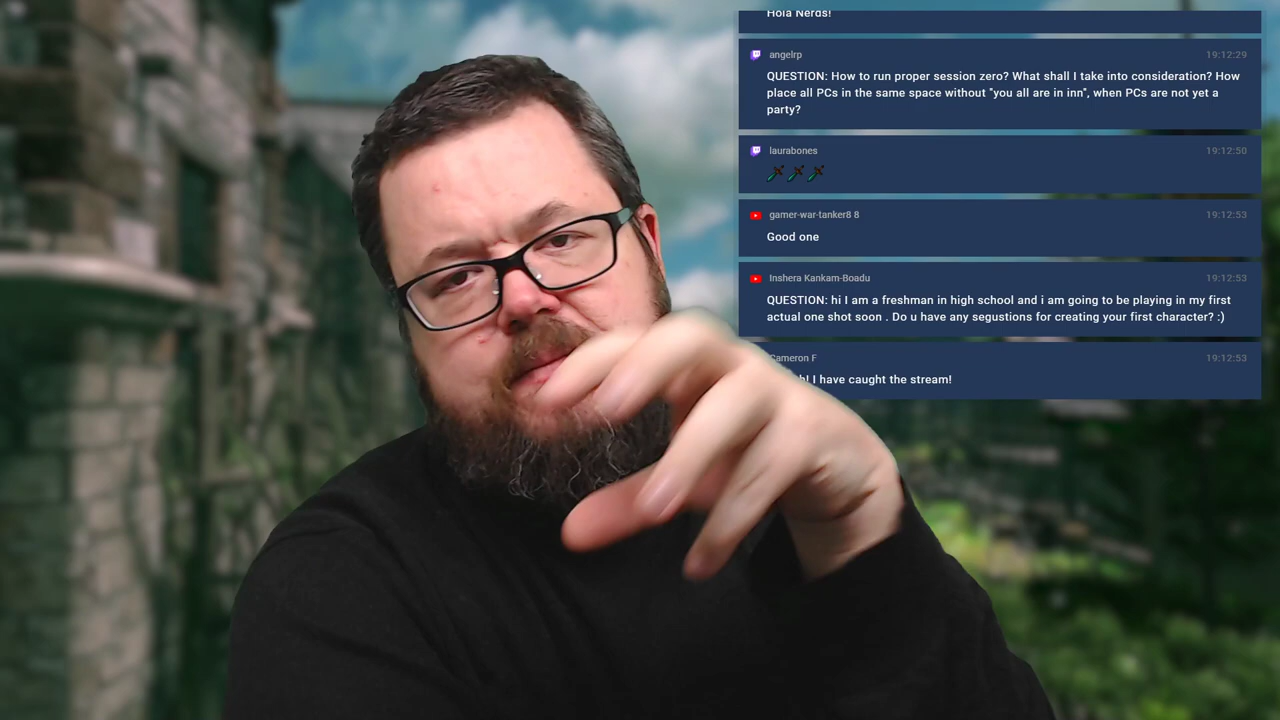 Hola Nerds!
angelrp 19:12:29
QUESTION: How to run proper session zero? What shall I take into consideration? How
place all PCs in the same space without "you all are in inn", when PCs are not yet a
party?
laurabones 19:12:50
gamer-war-tanker8 8 19:12:53
Good one
Inshera Kankam-Boadu 19:12:53
QUESTION: hi I am a freshman in high school and i am going to be playing in my first
actual one shot soon . Do u have any segustions for creating your first character? :)
Cameron F 19:12:53
I have caught the stream!